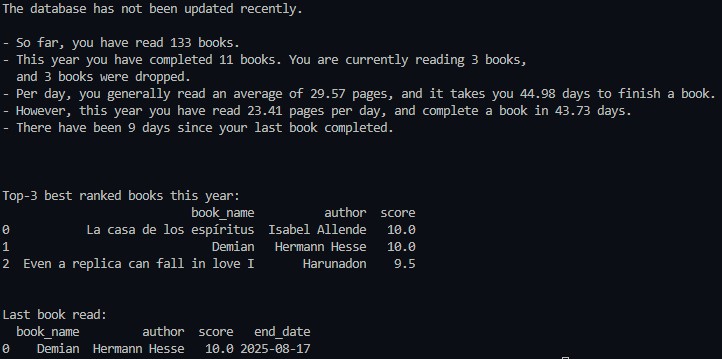 The database has not been updated recently.
- So far, you have read 133 books.
- This year you have completed 11 books. You are currently reading 3 books,
and 3 books were dropped.
- Per day, you generally read an average of 29.57 pages, and it takes you 44.98 days to finish a book.
- However, this year you have read 23.41 pages per day, and complete a book in 43.73 days.
- There have been 9 days since your last book completed.
Top-3 best ranked books this year:
book_name author score
0 La casa de los espíritus Isabel Allende 10.0
1 Demian Hermann Hesse 10.0
2 Even a replica can fall in love I Harunadon 9.5
Last book read:
book_name author score end_date
0 Demian Hermann Hesse 10.0 2025-08-17